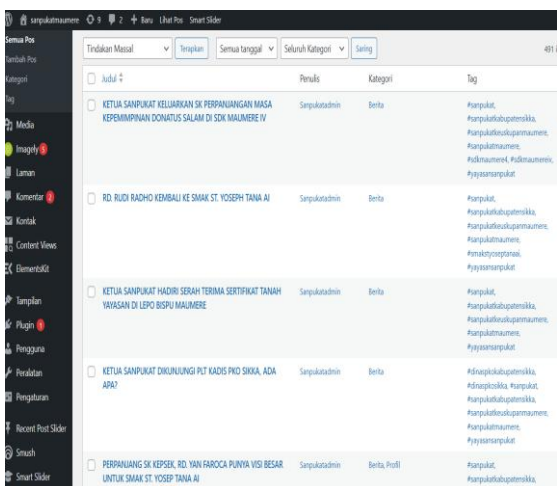 sanpukatmaumere 9 2 + Baru Lihat Pos Smart Slider
Semua Pos
Tambah Pos
Kategori
Tag
Media
Imagely 5
Laman
Komentar 2
Kontak
Content Views
ElementsKit
Tampilan
Plugin 1
Pengguna
Peralatan
Pengaturan
Recent Post Slider
Smush
Smart Slider
Tindakan Massal Terapkan Semua tanggal Seluruh Kategori Saring 491
Judul Penulis Kategori Tag
KETUA SANPUKAT KELUARKAN SK PERPANJANGAN MASA
KEPEMIMPINAN DONATUS SALAM DI SDK MAUMERE IV
Sanpukatadmin
Berita
#sanpukat,
#sanpukatkabupatensikka,
#sanpukatkeuskupanmaumere,
#sanpukatmaumere,
#sdkmaumere4, #sdkmaumereiv,
#yayasansanpukat
RD. RUDI RADHO KEMBALI KE SMAK ST. YOSEPH TANA AI
Sanpukatadmin
Berita
#sanpukat,
#sanpukatkabupatensikka,
#sanpukatkeuskupanmaumere,
#sanpukatmaumere,
#smakstyoseptanaai,
#yayasansanpukat
KETUA SANPUKAT HADIRI SERAH TERIMA SERTIFIKAT TANAH
YAYASAN DI LEPO BISPU MAUMERE
Sanpukatadmin
Berita
#sanpukat,
#sanpukatkabupatensikka,
#sanpukatkeuskupanmaumere,
#sanpukatmaumere,
#yayasansanpukat
KETUA SANPUKAT DIKUNJUNGI PLT KADIS PKO SIKKA, ADA
APA?
Sanpukatadmin
Berita
#dinaspkokabupatensikka,
#dinaspkosikka, #sanpukat,
#sanpukatkabupatensikka,
#sanpukatkeuskupanmaumere,
#sanpukatmaumere,
#yayasansanpukat
PERPANJANG SK KEPSEK, RD. YAN FAROCA PUNYA VISI BESAR
UNTUK SMAK ST. YOSEP TANA AI
Sanpukatadmin
Berita, Profil
#sanpukat,
#sanpukatkabupatensikka,